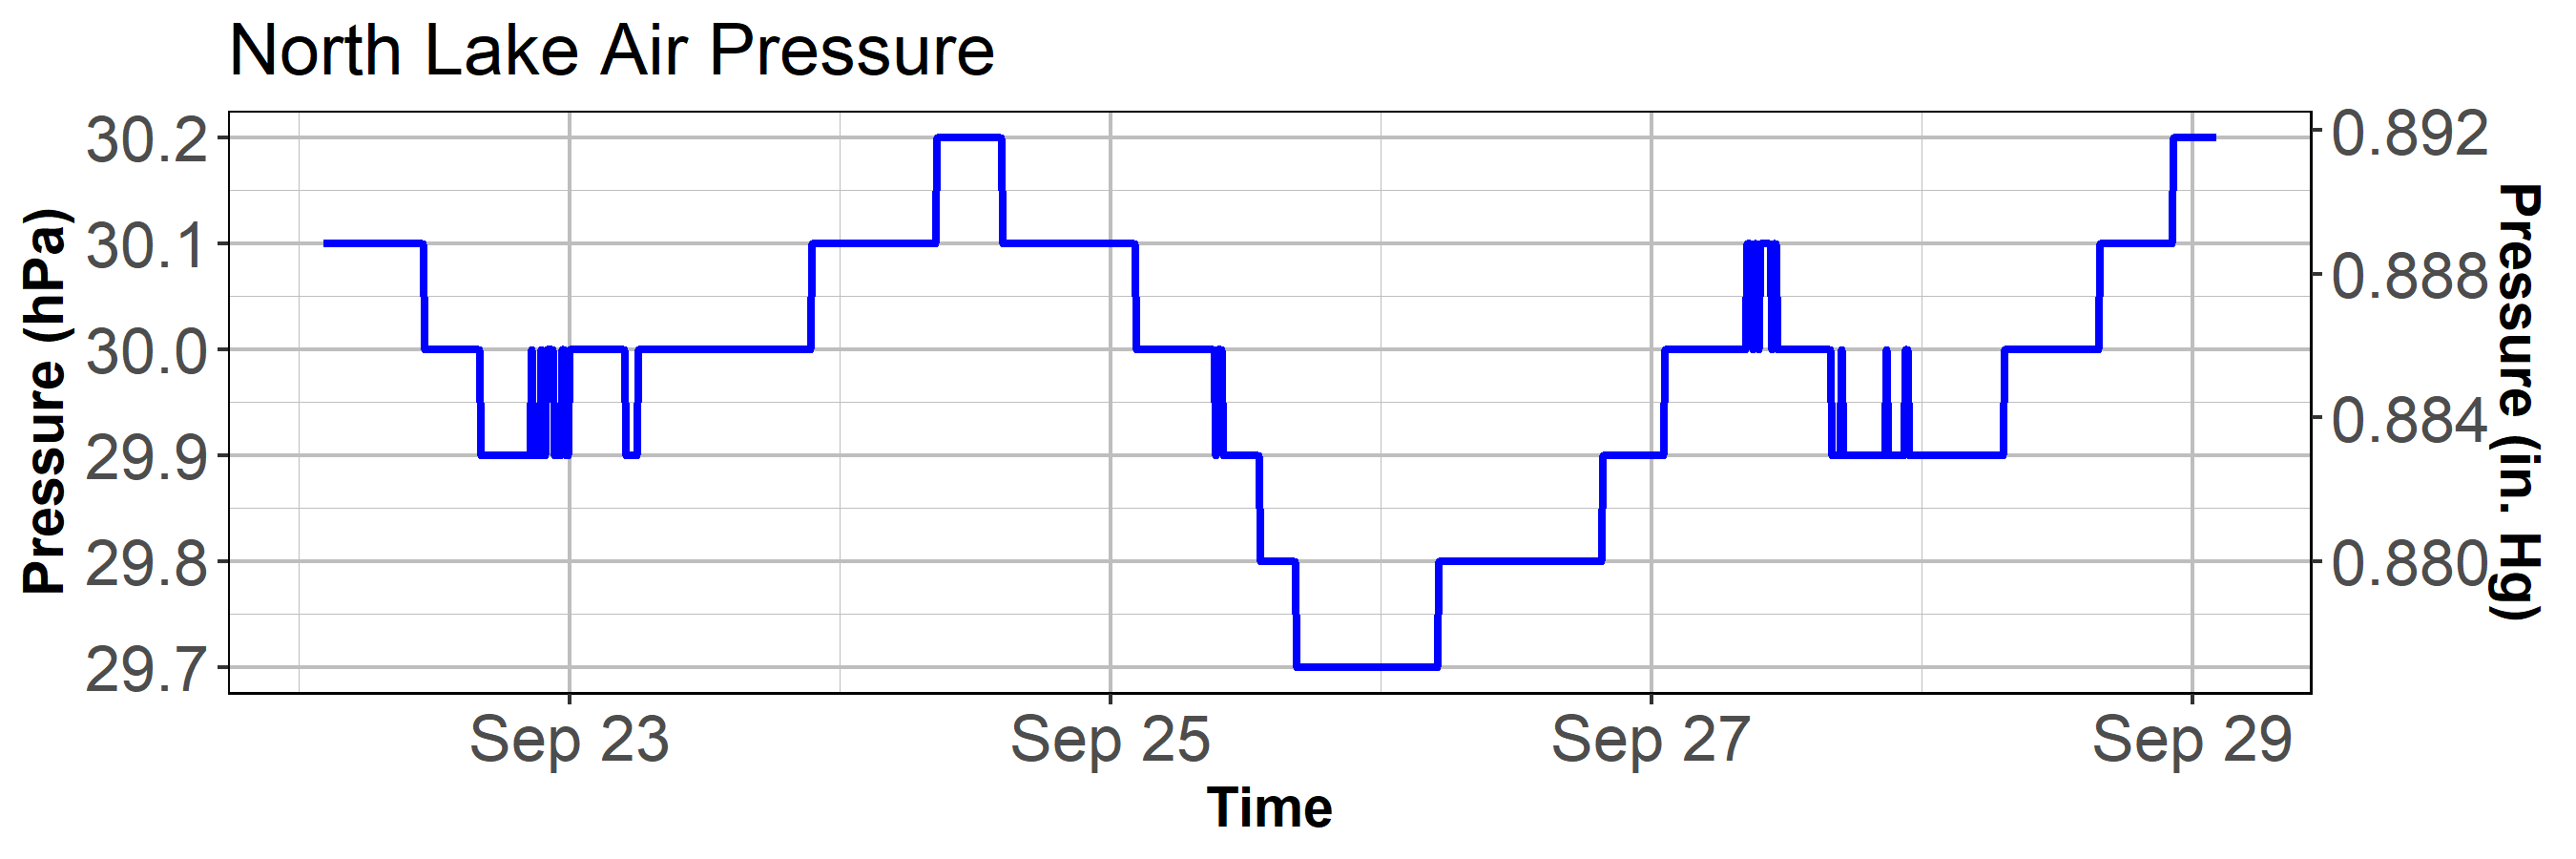 North Lake Air Pressure
Pressure (hPa)
30.2
30.1
30.0
29.9
29.8
29.7
0.892
0.888
0.884
0.880
Pressure (in. Hg)
Sep 23 Sep 25 Sep 27 Sep 29
Time